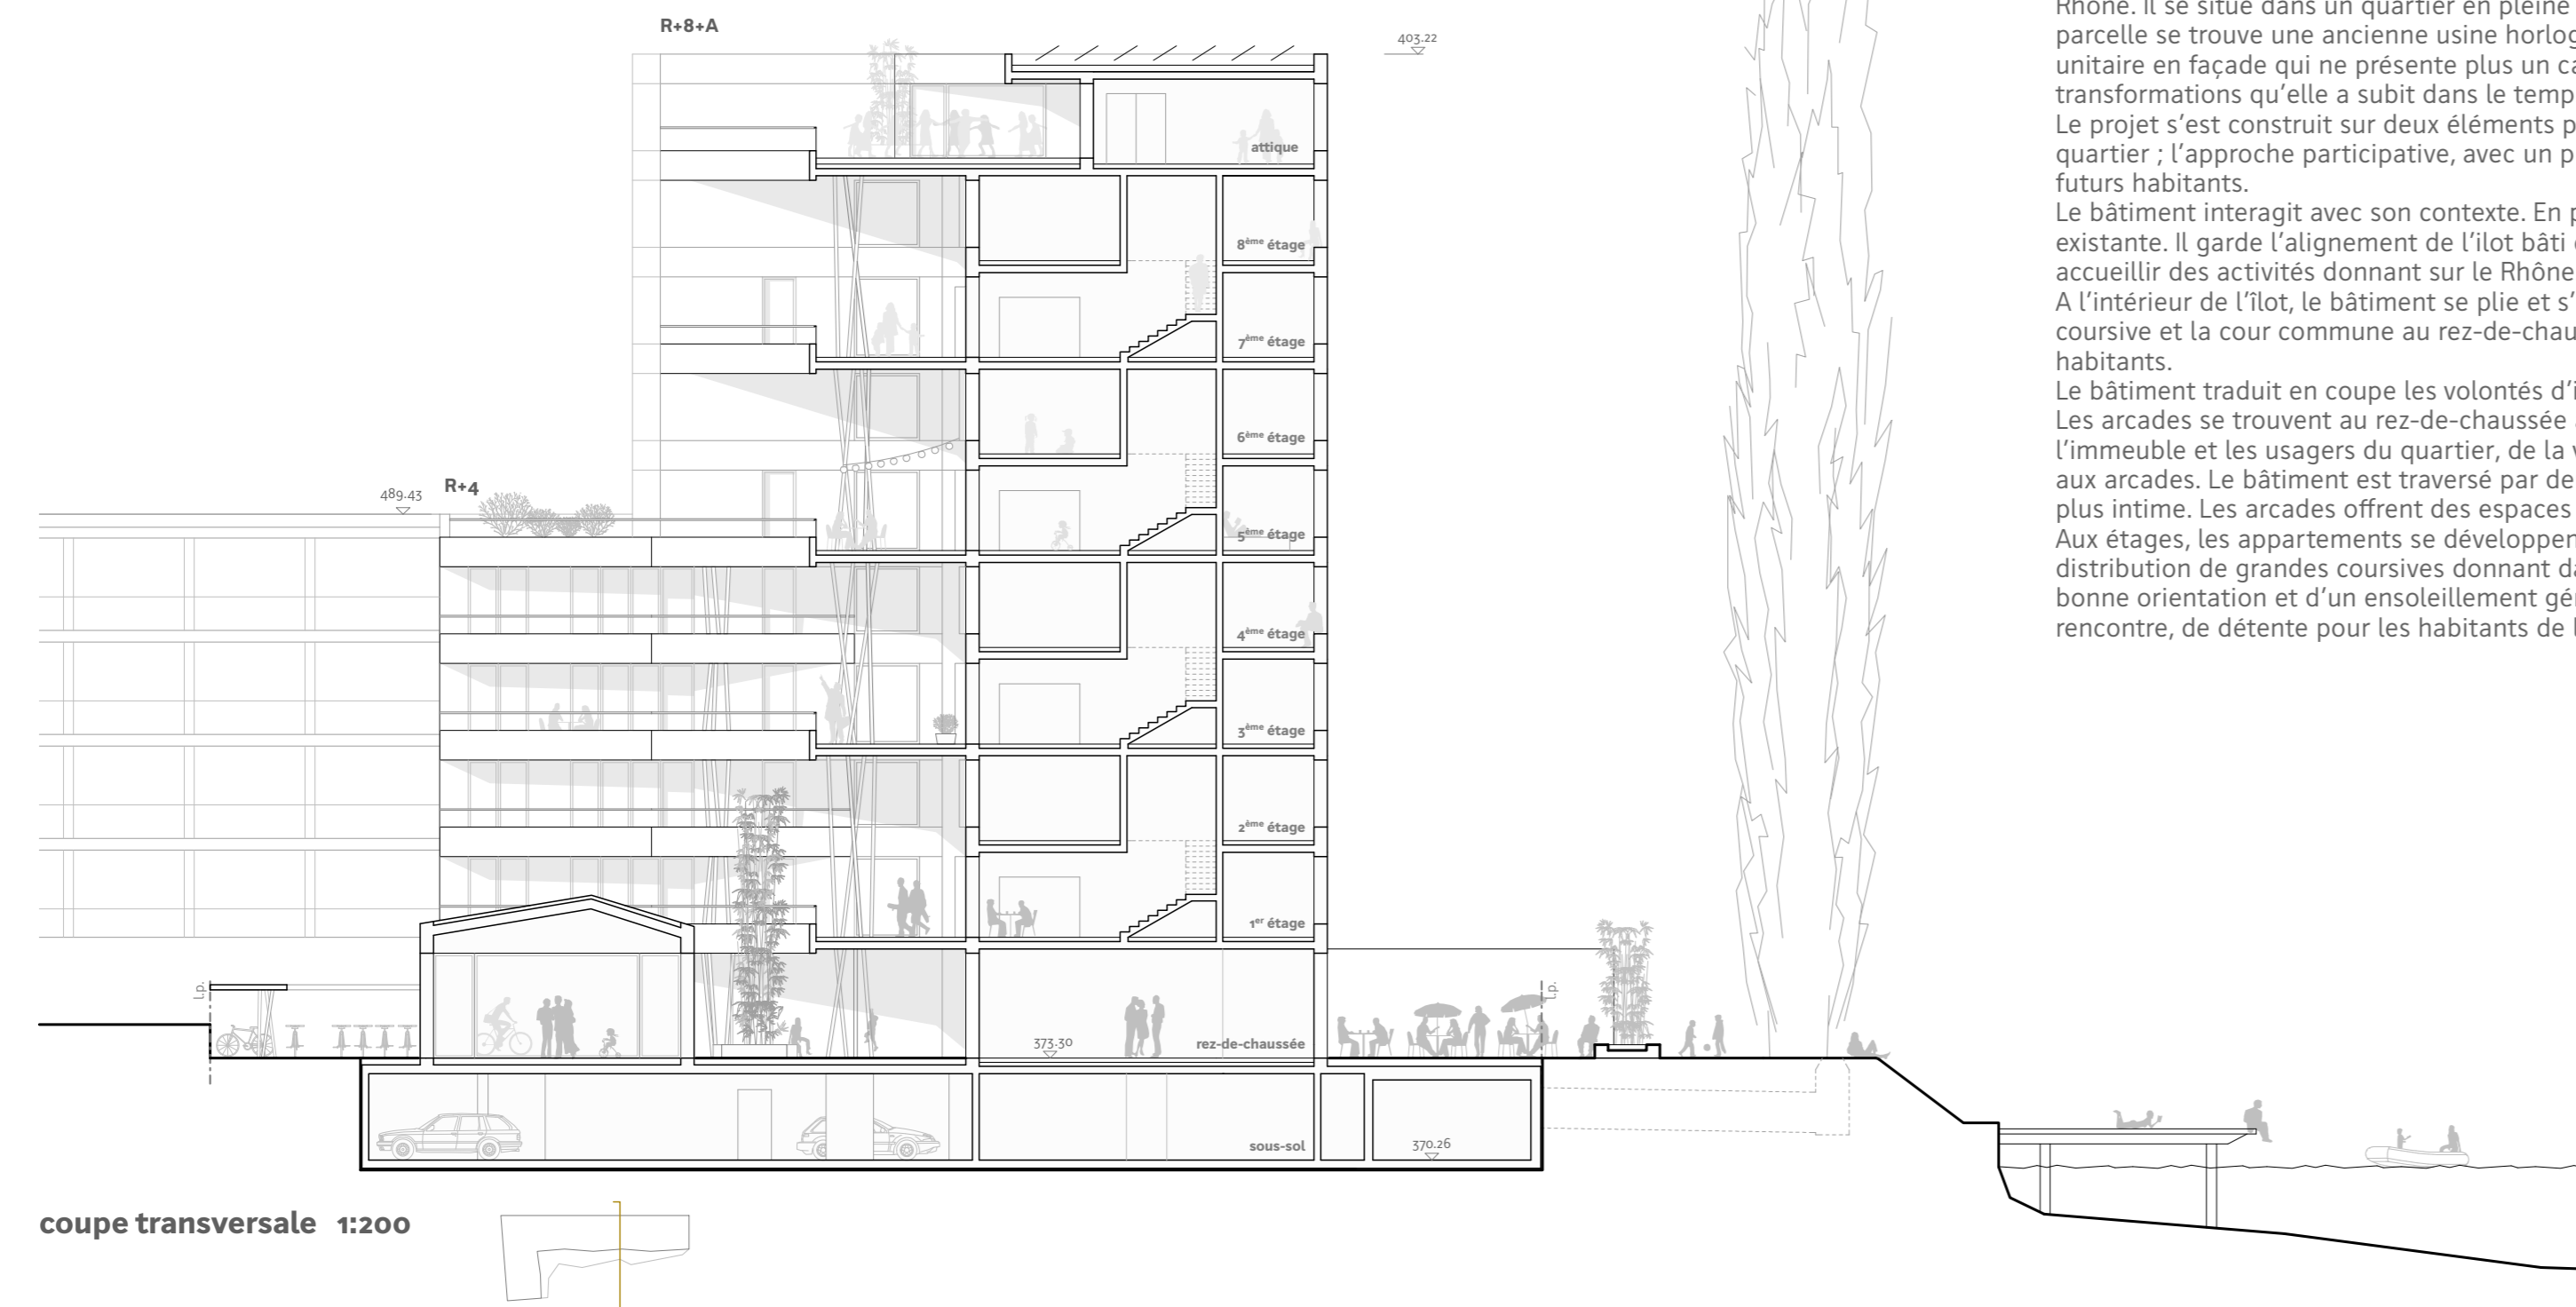 R+8+A
403.22
attique
8ème étage
7ème étage
6ème étage
489.43
R+4
5ème étage
4ème étage
3ème étage
2ème étage
1er étage
l.p.
l.p.
373.30
rez-de-chaussée
sous-sol
370.26
coupe transversale 1:200
Rhône. Il se situe dans un quartier en pleine
parcelle se trouve une ancienne usine horlog
unitaire en façade qui ne présente plus un ca
transformations qu'elle a subit dans le temp
Le projet s'est construit sur deux éléments p
quartier ; l'approche participative, avec un p
futurs habitants.
Le bâtiment interagit avec son contexte. En p
existante. Il garde l'alignement de l'ilot bâti
accueillir des activités donnant sur le Rhône
A l'intérieur de l'îlot, le bâtiment se plie et s'
coursive et la cour commune au rez-de-chau
habitants.
Le bâtiment traduit en coupe les volontés d'i
Les arcades se trouvent au rez-de-chaussée
l'immeuble et les usagers du quartier, de la v
aux arcades. Le bâtiment est traversé par de
plus intime. Les arcades offrent des espaces
Aux étages, les appartements se développen
distribution de grandes coursives donnant da
bonne orientation et d'un ensoleillement gé
rencontre, de détente pour les habitants de l